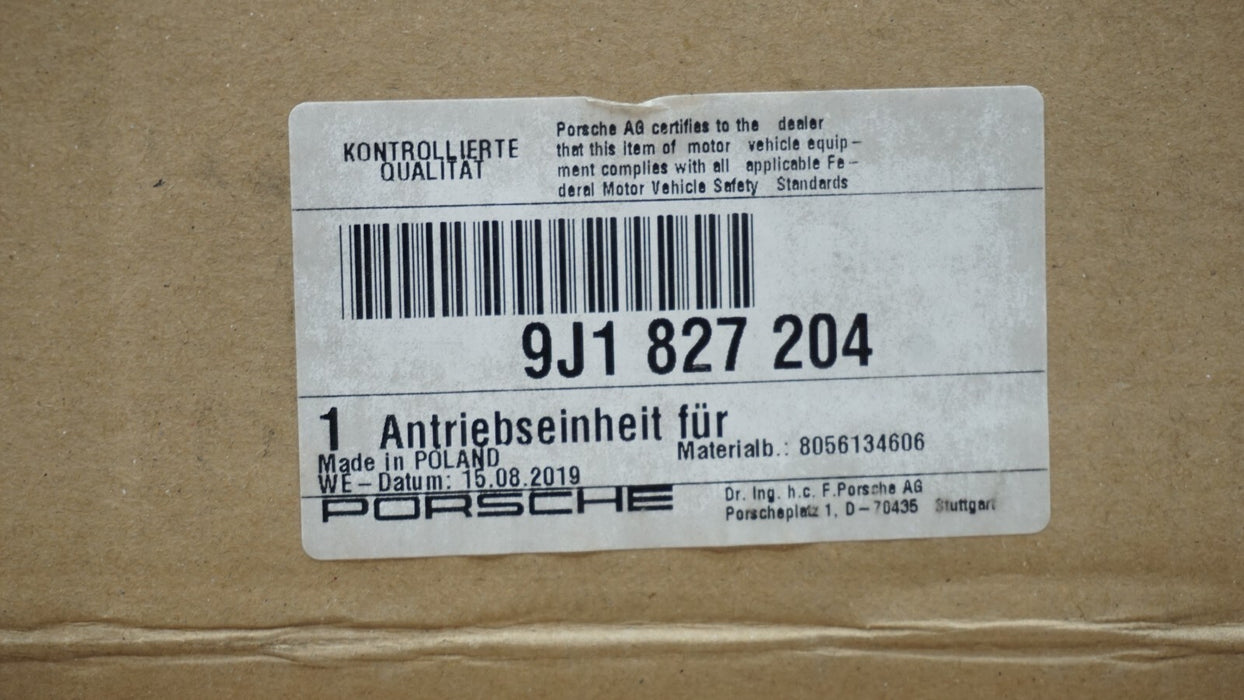 KONTROLLIERTE
QUALITÄT
Porsche AG certifies to the dealer
that this item of motor vehicle equip-
ment complies with all applicable Fe-
deral Motor Vehicle Safety Standards
9J1 827 204
1 Antriebseinheit für
Made in POLAND
Materialb.: 8056134606
WE-Datum: 15.08.2019
PORSCHE
Dr. Ing. h.c. F.Porsche AG
Porscheplatz 1, D-70435 Stuttgart